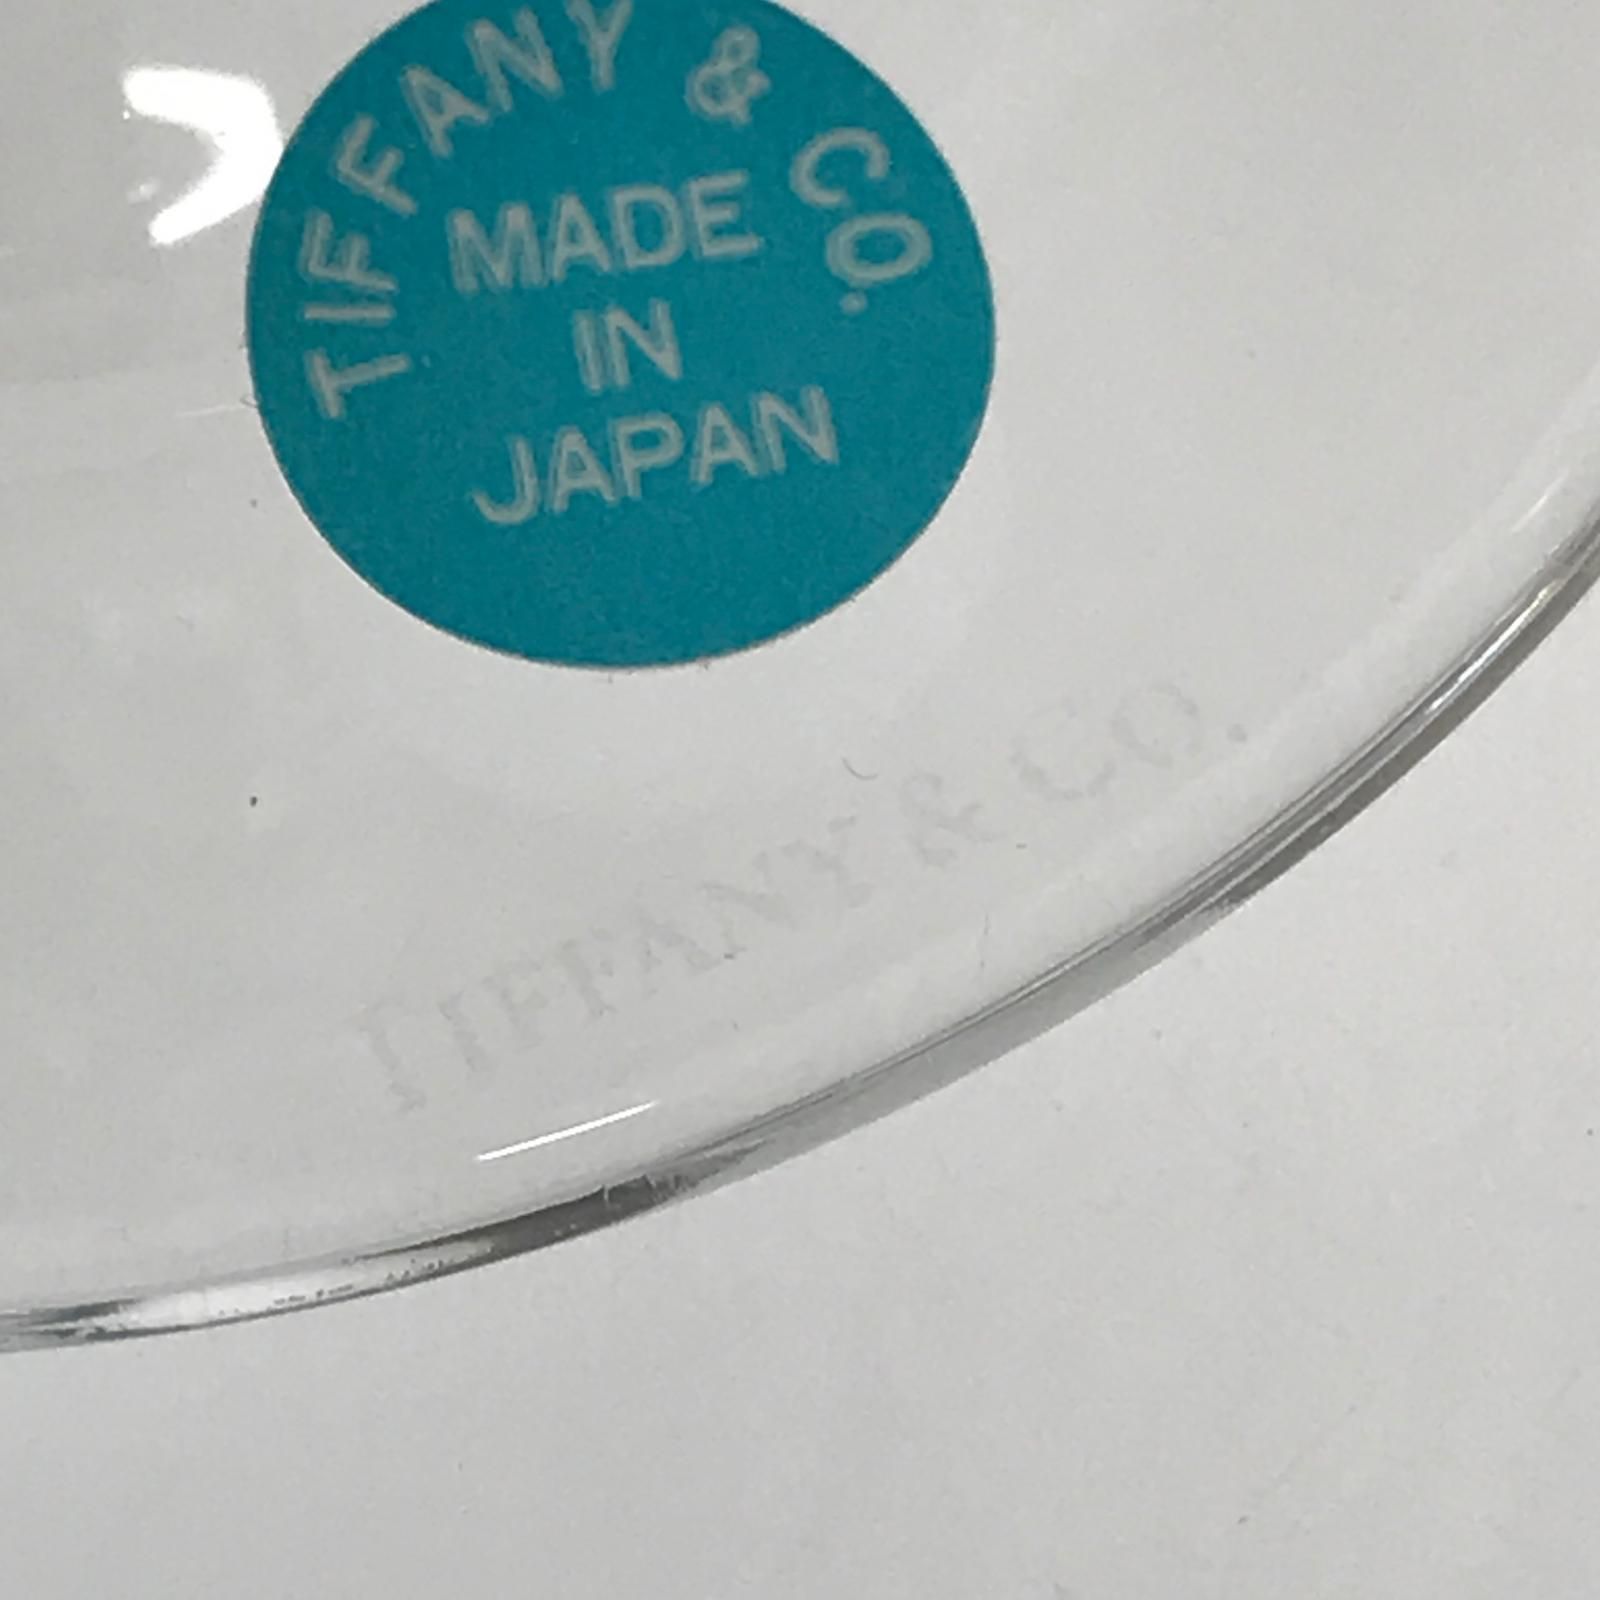 TIFFANY & CO.
MADE
IN
JAPAN
TIFFANY & CO.